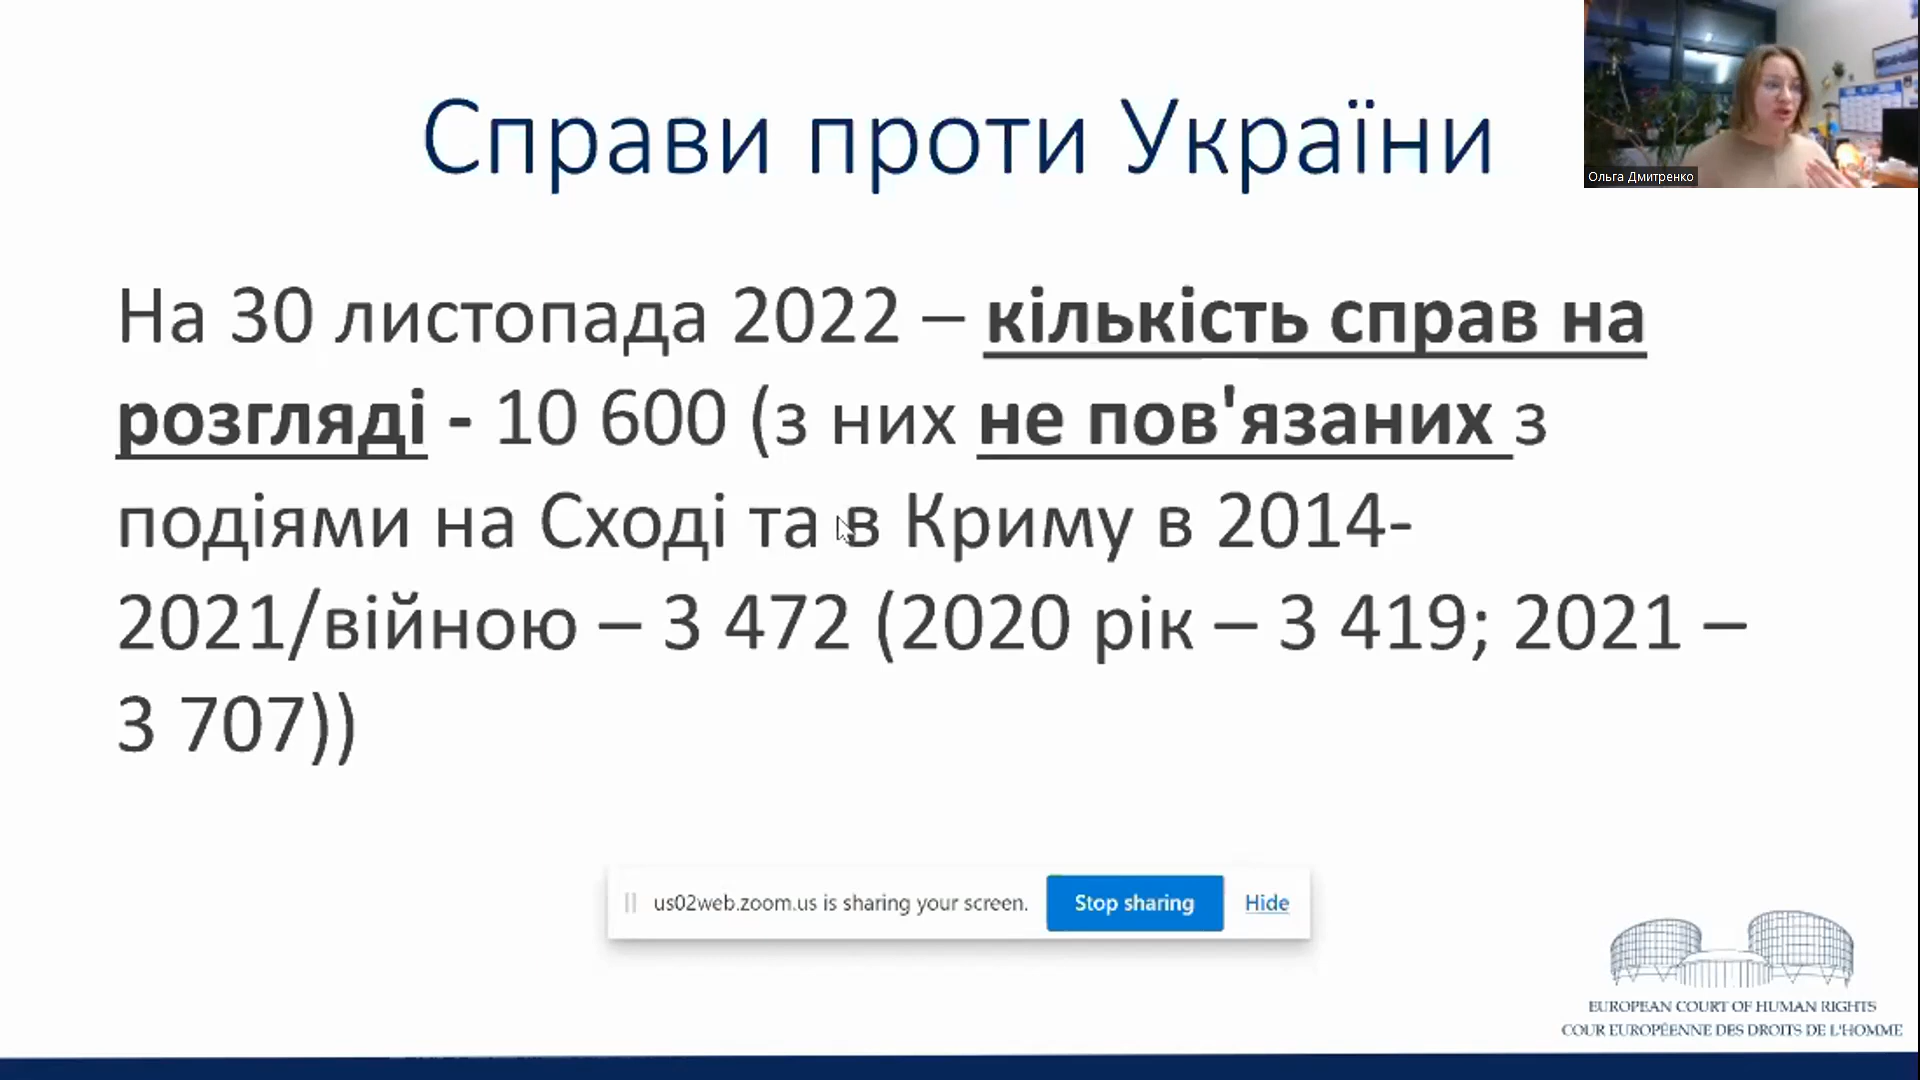 Справи проти України
Ольга Дмитренко
На 30 листопада 2022 – кількість справ на
розгляді - 10 600 (з них не пов'язаних з
подіями на Сході та в Криму в 2014-
2021/війною – 3 472 (2020 рік – 3 419; 2021 –
3 707))
us02web.zoom.us is sharing your screen. Stop sharing Hide
EUROPEAN COURT OF HUMAN RIGHTS
COUR EUROPÉENNE DES DROITS DE L'HOMME